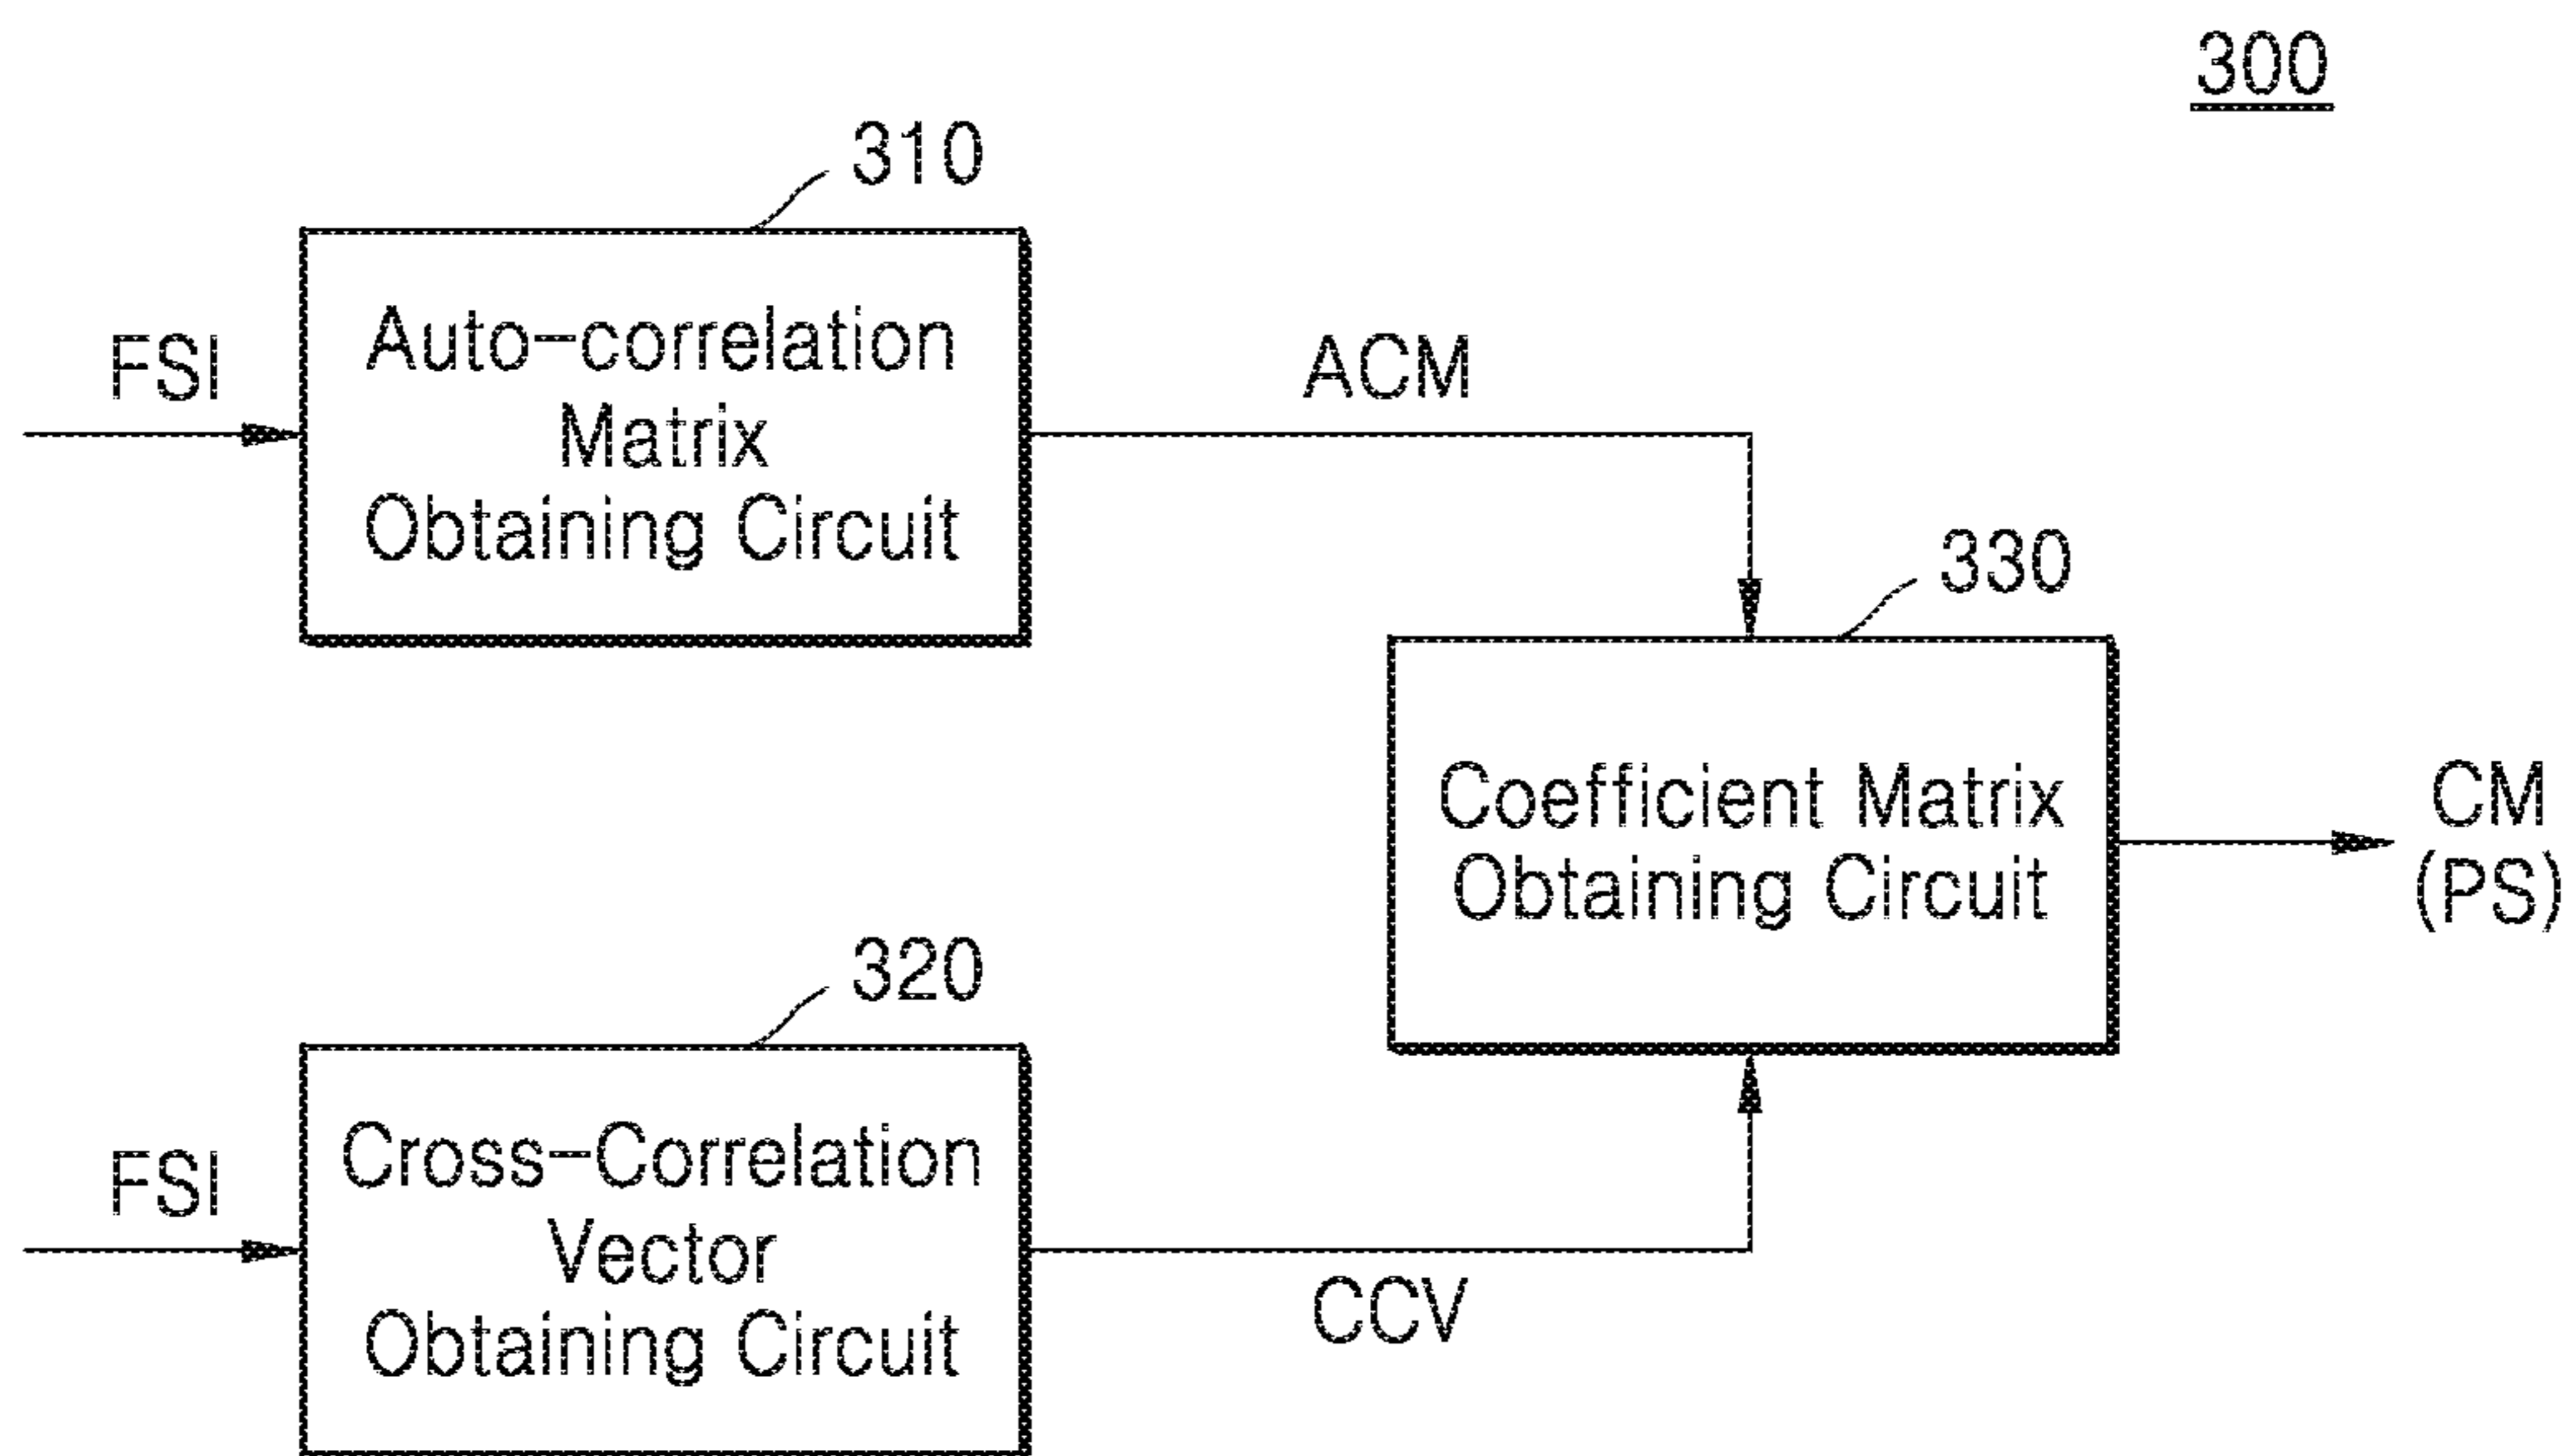 300
310
Auto-correlation
Matrix
Obtaining Circuit
FSI
ACM
330
Coefficient Matrix
Obtaining Circuit
CM
(PS)
320
Cross-Correlation
Vector
Obtaining Circuit
FSI
CCV